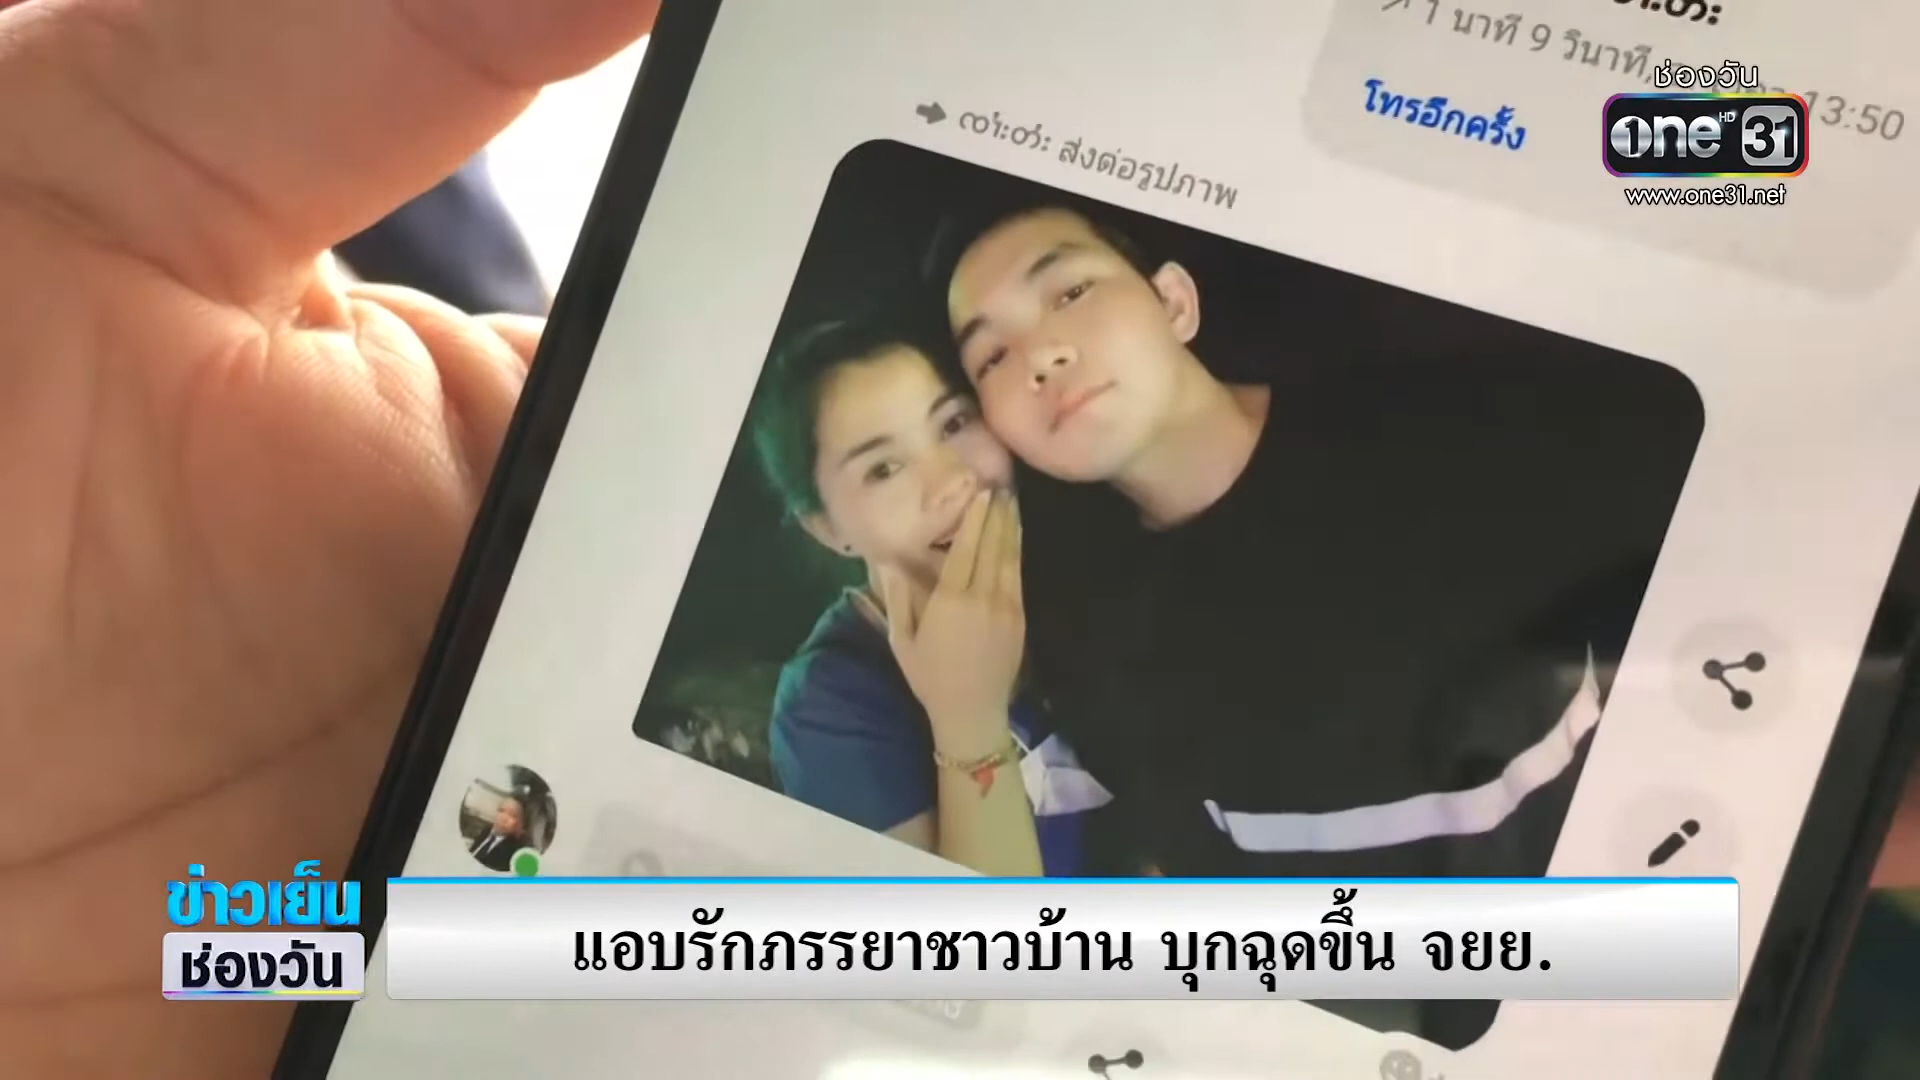 1 นาที 9 วินาที,
13:50
โทรอีกครั้ง
ส่งต่อรูปภาพ
ช่องวัน
one HD 31
www.one31.net
ข่าวเย็น
ช่องวัน
แอบรักภรรยาชาวบ้าน บุกฉุดขึ้น จยย.